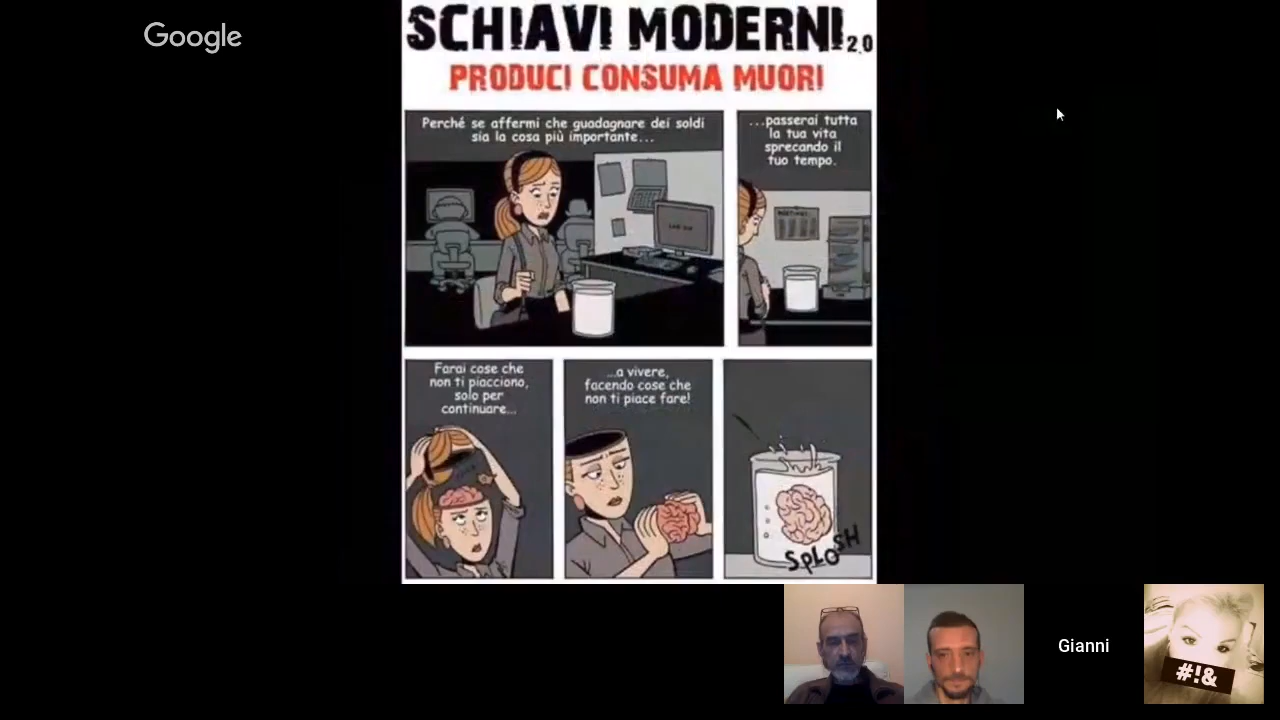 Google
SCHIAVI MODERNI 2.0
PRODUCI CONSUMA MUORI
Perché se affermi che guadagnare dei soldi
sia la cosa più importante...
...passerai tutta
la tua vita
sprecando il
tuo tempo.
Farai cose che
non ti piacciono,
solo per
continuare...
...a vivere,
facendo cose che
non ti piace fare!
SPLOSH
Gianni
#!&